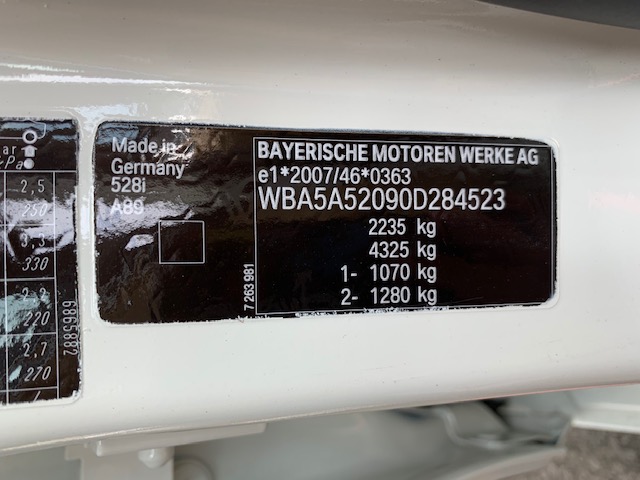 Made in
Germany
528i
A89
BAYERISCHE MOTOREN WERKE AG
e1*2007/46*0363
WBA5A52090D284523
2235 kg
4325 kg
1- 1070 kg
2- 1280 kg
7 263 981
2,5
250
330
220
2,7
270
6865882